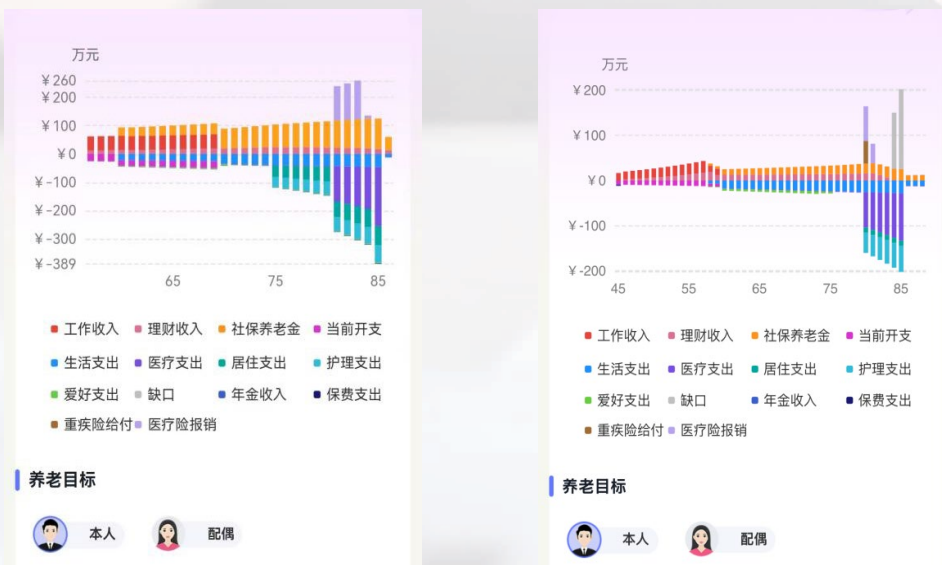 万元
¥260
¥200
¥100
¥0
¥-100
¥-200
¥-300
¥-389
65 75 85
工作收入 理财收入 社保养老金 当前开支
生活支出 医疗支出 居住支出 护理支出
爱好支出 缺口 年金收入 保费支出
重疾险给付 医疗险报销
养老目标
本人 配偶
万元
¥200
¥100
¥0
¥-100
¥-200
45 55 65 75 85
工作收入 理财收入 社保养老金 当前开支
生活支出 医疗支出 居住支出 护理支出
爱好支出 缺口 年金收入 保费支出
重疾险给付 医疗险报销
养老目标
本人 配偶